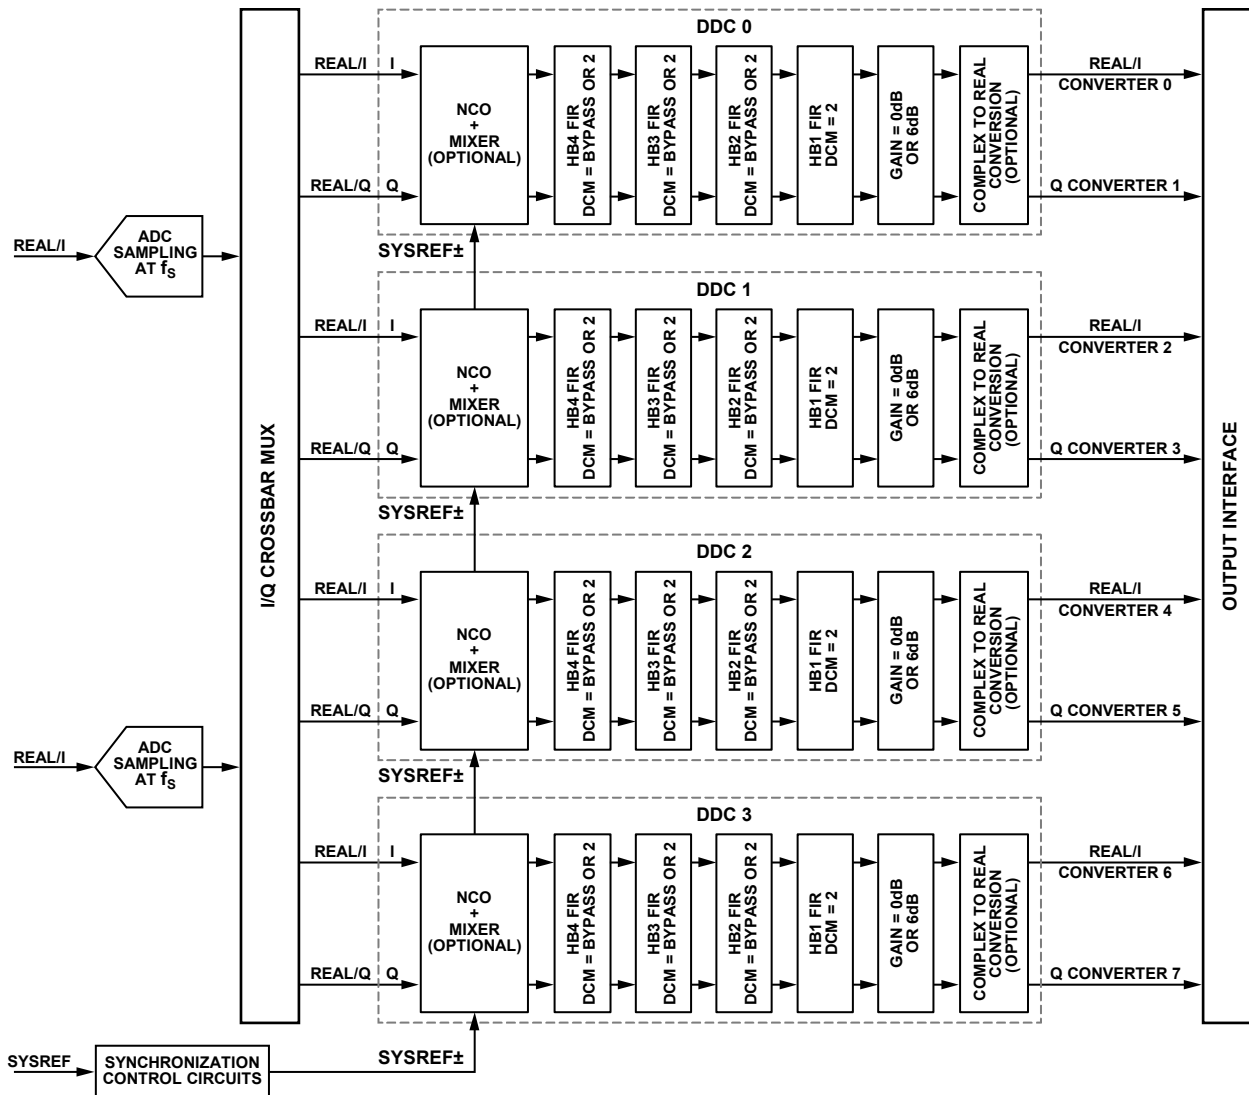 DDC 0
REAL/I I
REAL/Q Q
NCO
+
MIXER
(OPTIONAL)
HB4 FIR
DCM = BYPASS OR 2
HB3 FIR
DCM = BYPASS OR 2
HB2 FIR
DCM = BYPASS OR 2
HB1 FIR
DCM = 2
GAIN = 0dB
OR 6dB
COMPLEX TO REAL
CONVERSION
(OPTIONAL)
REAL/I
CONVERTER 0
Q CONVERTER 1
SYSREF±
REAL/I
ADC
SAMPLING
AT fS
I/Q CROSSBAR MUX
DDC 1
REAL/I I
REAL/Q Q
NCO
+
MIXER
(OPTIONAL)
HB4 FIR
DCM = BYPASS OR 2
HB3 FIR
DCM = BYPASS OR 2
HB2 FIR
DCM = BYPASS OR 2
HB1 FIR
DCM = 2
GAIN = 0dB
OR 6dB
COMPLEX TO REAL
CONVERSION
(OPTIONAL)
REAL/I
CONVERTER 2
Q CONVERTER 3
SYSREF±
OUTPUT INTERFACE
DDC 2
REAL/I I
REAL/Q Q
NCO
+
MIXER
(OPTIONAL)
HB4 FIR
DCM = BYPASS OR 2
HB3 FIR
DCM = BYPASS OR 2
HB2 FIR
DCM = BYPASS OR 2
HB1 FIR
DCM = 2
GAIN = 0dB
OR 6dB
COMPLEX TO REAL
CONVERSION
(OPTIONAL)
REAL/I
CONVERTER 4
Q CONVERTER 5
SYSREF±
REAL/I
ADC
SAMPLING
AT fS
DDC 3
REAL/I I
REAL/Q Q
NCO
+
MIXER
(OPTIONAL)
HB4 FIR
DCM = BYPASS OR 2
HB3 FIR
DCM = BYPASS OR 2
HB2 FIR
DCM = BYPASS OR 2
HB1 FIR
DCM = 2
GAIN = 0dB
OR 6dB
COMPLEX TO REAL
CONVERSION
(OPTIONAL)
REAL/I
CONVERTER 6
Q CONVERTER 7
SYSREF±
SYSREF
SYNCHRONIZATION
CONTROL CIRCUITS